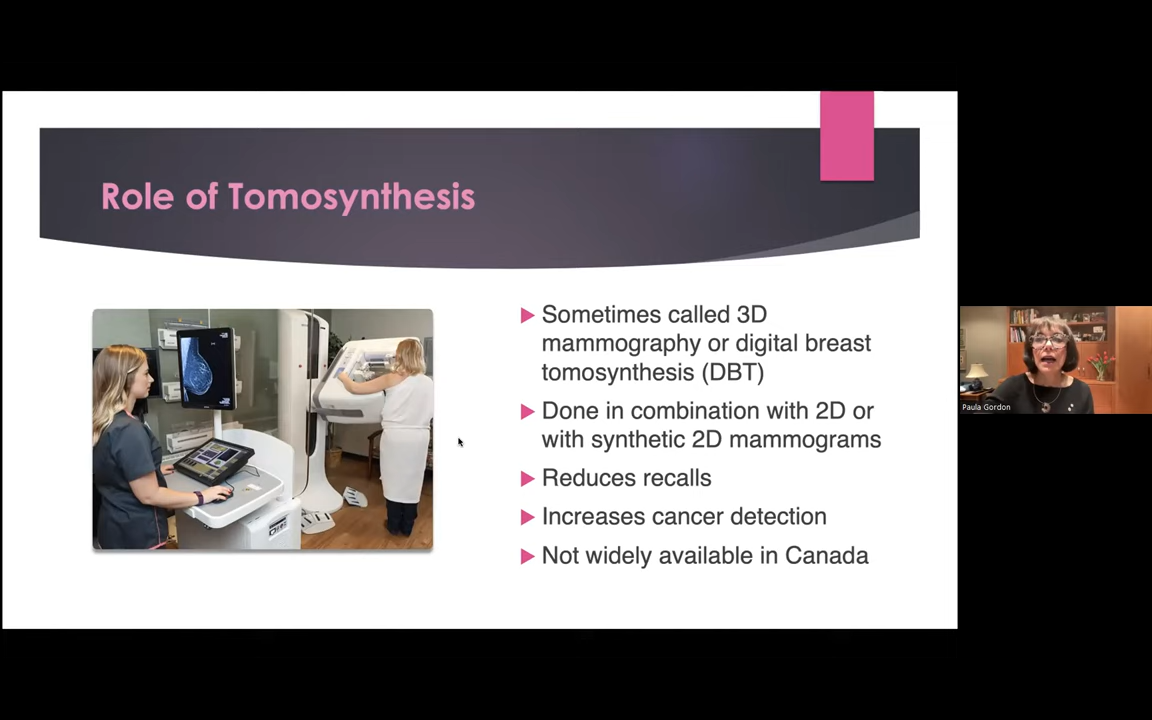 Role of Tomosynthesis
Sometimes called 3D
mammography or digital breast
tomosynthesis (DBT)
Done in combination with 2D or
with synthetic 2D mammograms
Reduces recalls
Increases cancer detection
Not widely available in Canada
Paula Gordon